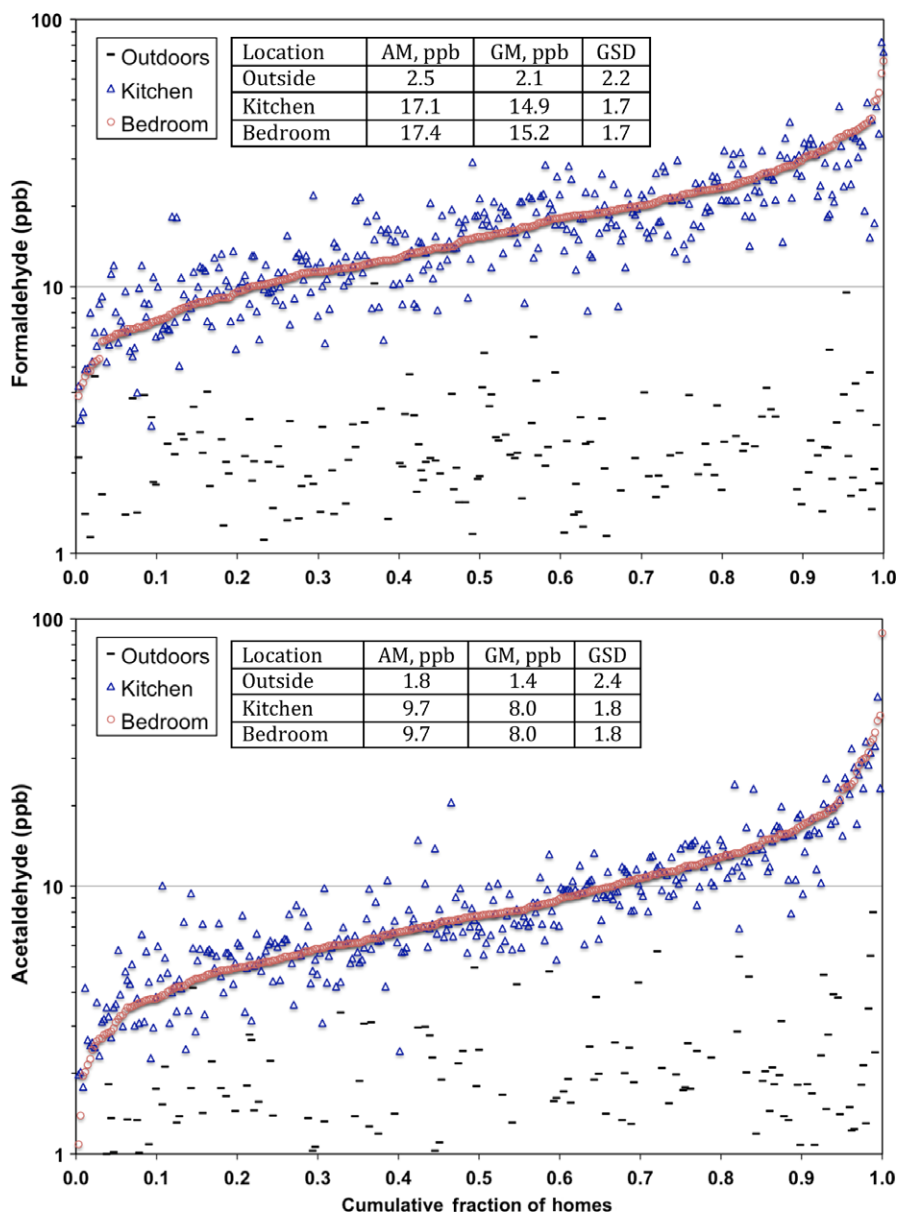 100
Outdoors
Kitchen
Bedroom
Location AM, ppb GM, ppb GSD
Outside 2.5 2.1 2.2
Kitchen 17.1 14.9 1.7
Bedroom 17.4 15.2 1.7
Formaldehyde (ppb)
10
1
0.0 0.1 0.2 0.3 0.4 0.5 0.6 0.7 0.8 0.9 1.0
100
Outdoors
Kitchen
Bedroom
Location AM, ppb GM, ppb GSD
Outside 1.8 1.4 2.4
Kitchen 9.7 8.0 1.8
Bedroom 9.7 8.0 1.8
Acetaldehyde (ppb)
10
1
0.0 0.1 0.2 0.3 0.4 0.5 0.6 0.7 0.8 0.9 1.0
Cumulative fraction of homes